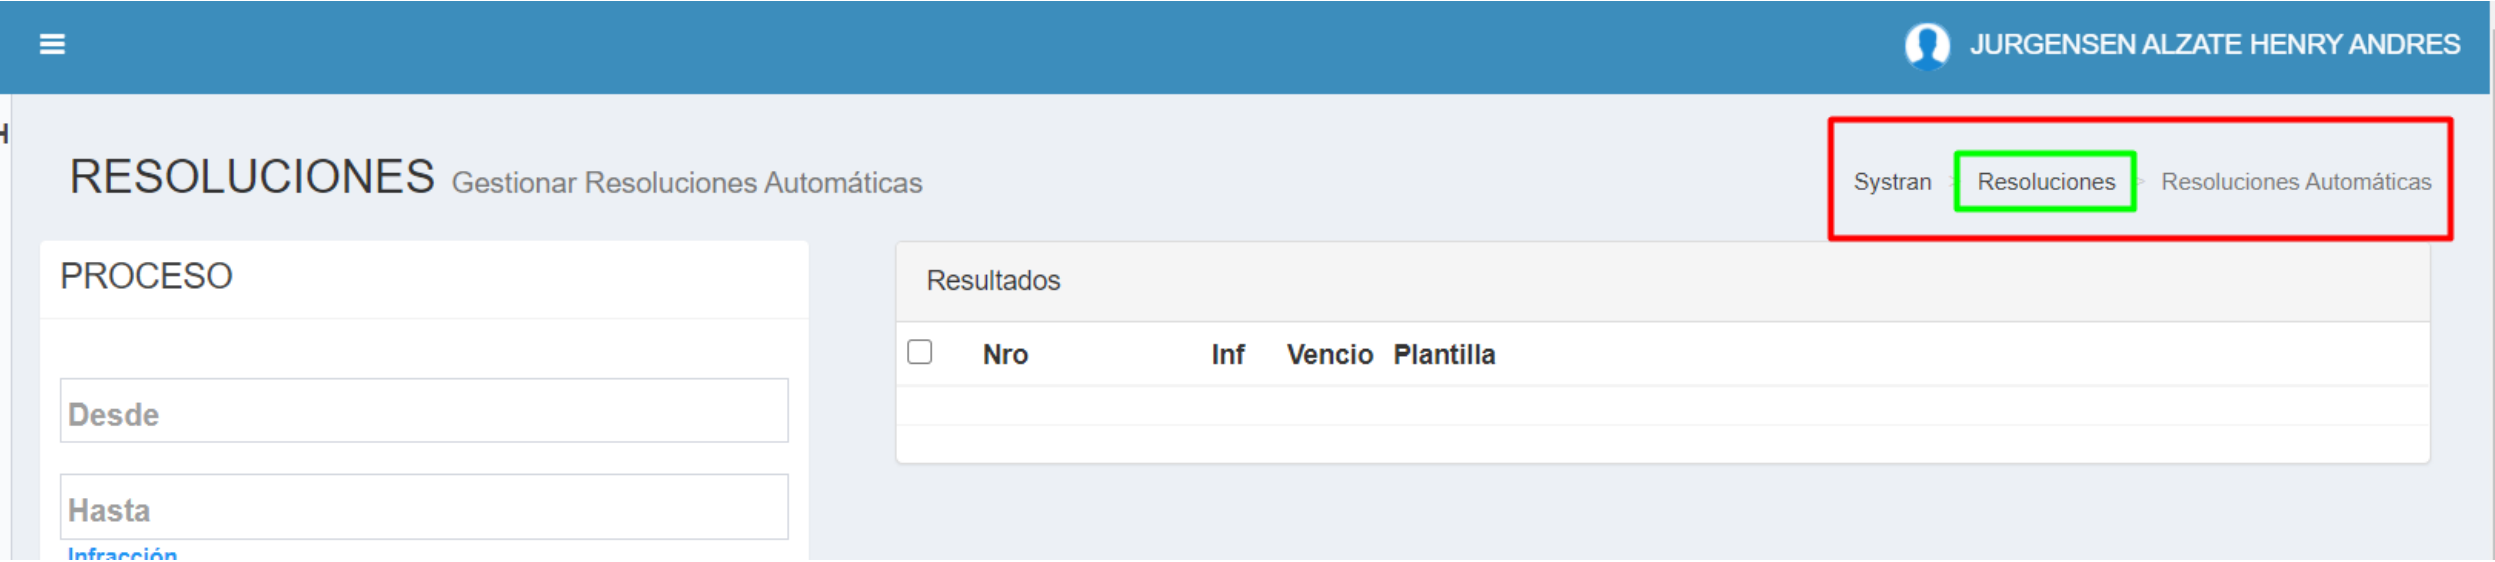 JURGENSEN ALZATE HENRY ANDRES
RESOLUCIONES Gestionar Resoluciones Automáticas
Systran > Resoluciones > Resoluciones Automáticas
PROCESO
Desde
Hasta
Infracción
Resultados
Nro Inf Vencio Plantilla